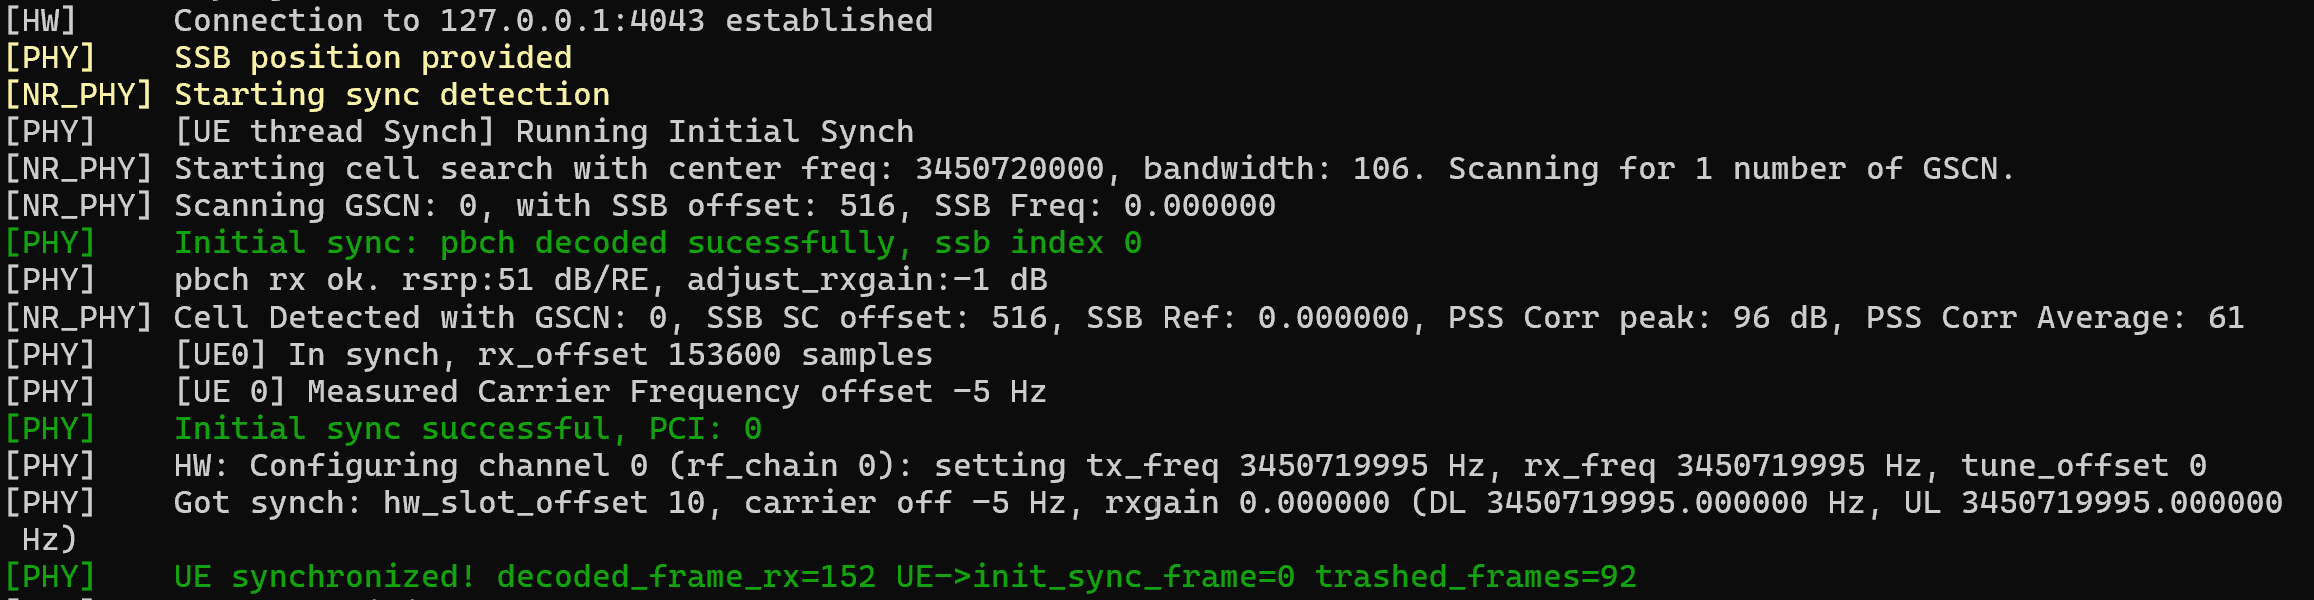 [HW]     Connection to 127.0.0.1:4043 established
[PHY]    SSB position provided
[NR_PHY] Starting sync detection
[PHY]    [UE thread Synch] Running Initial Synch
[NR_PHY] Starting cell search with center freq: 3450720000, bandwidth: 106. Scanning for 1 number of GSCN.
[NR_PHY] Scanning GSCN: 0, with SSB offset: 516, SSB Freq: 0.000000
[PHY]    Initial sync: pbch decoded sucessfully, ssb index 0
[PHY]    pbch rx ok. rsrp:51 dB/RE, adjust_rxgain:-1 dB
[NR_PHY] Cell Detected with GSCN: 0, SSB SC offset: 516, SSB Ref: 0.000000, PSS Corr peak: 96 dB, PSS Corr Average: 61
[PHY]    [UE0] In synch, rx_offset 153600 samples
[PHY]    [UE 0] Measured Carrier Frequency offset -5 Hz
[PHY]    Initial sync successful, PCI: 0
[PHY]    HW: Configuring channel 0 (rf_chain 0): setting tx_freq 3450719995 Hz, rx_freq 3450719995 Hz, tune_offset 0
[PHY]    Got synch: hw_slot_offset 10, carrier off -5 Hz, rxgain 0.000000 (DL 3450719995.000000 Hz, UL 3450719995.000000
 Hz)
[PHY]    UE synchronized! decoded_frame_rx=152 UE->init_sync_frame=0 trashed_frames=92